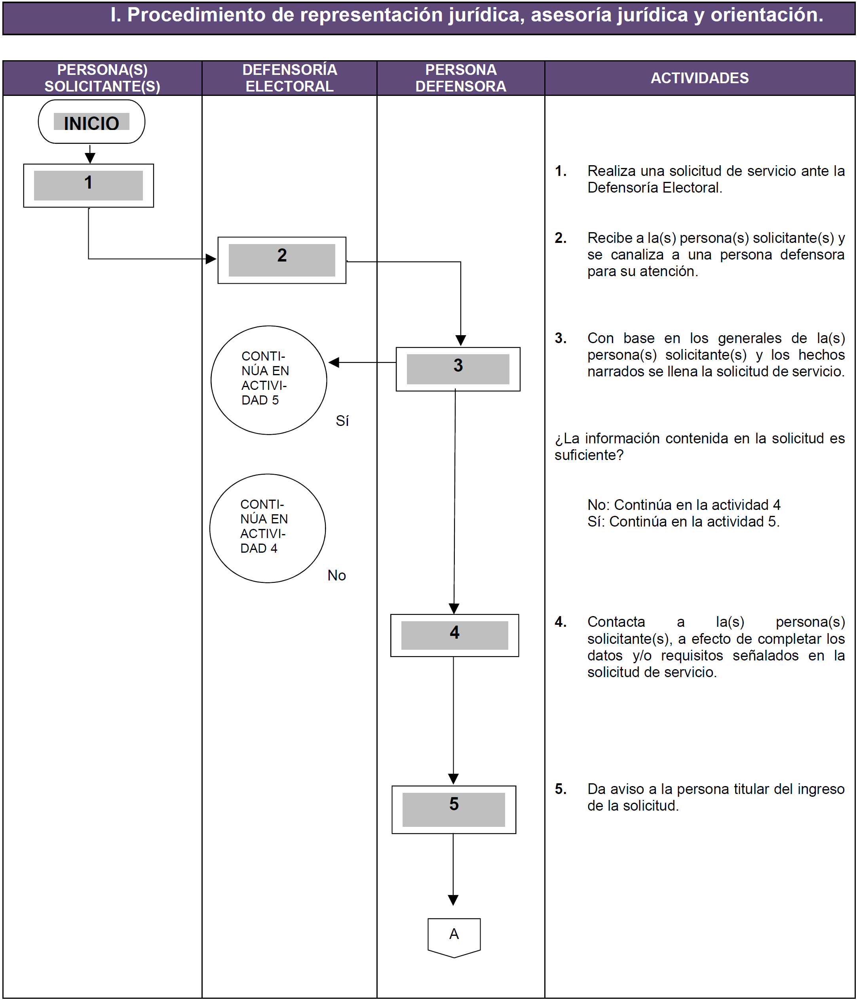 I. Procedimiento de representación jurídica, asesoría jurídica y orientación.
PERSONA(S)
SOLICITANTE(S)
DEFENSORÍA
ELECTORAL
PERSONA
DEFENSORA
ACTIVIDADES
INICIO
1
1. Realiza una solicitud de servicio ante la
Defensoría Electoral.
2
2. Recibe a la(s) persona(s) solicitante(s) y
se canaliza a una persona defensora
para su atención.
CONTI-
NÚA EN
ACTIVI-
DAD 5
Sí
3
3. Con base en los generales de la(s)
persona(s) solicitante(s) y los hechos
narrados se llena la solicitud de servicio.
¿La información contenida en la solicitud es
suficiente?
CONTI-
NÚA EN
ACTIVI-
DAD 4
No
No: Continúa en la actividad 4
Sí: Continúa en la actividad 5.
4
4. Contacta a la(s) persona(s)
solicitante(s), a efecto de completar los
datos y/o requisitos señalados en la
solicitud de servicio.
5
5. Da aviso a la persona titular del ingreso
de la solicitud.
A